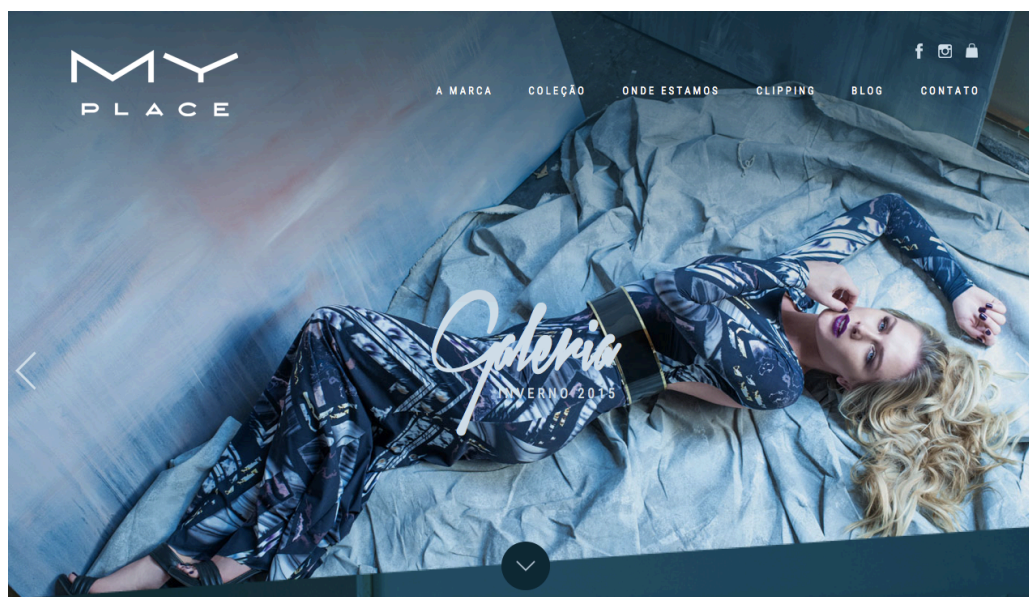 MY
PLACE
A MARCA COLEÇÃO ONDE ESTAMOS CLIPPING BLOG CONTATO
Galeria
INVERNO 2015